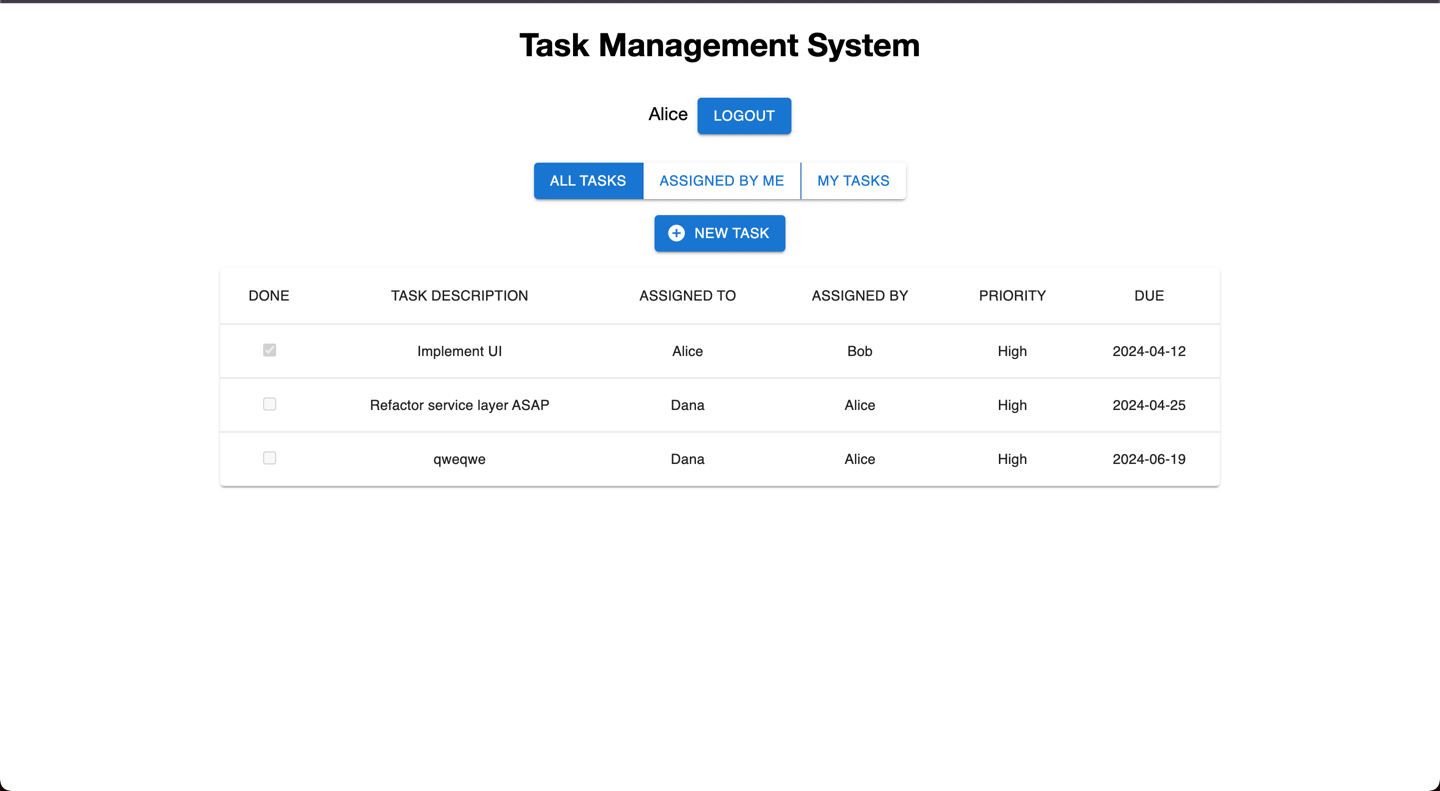 Task Management System
Alice LOGOUT
ALL TASKS ASSIGNED BY ME MY TASKS
NEW TASK
DONE TASK DESCRIPTION ASSIGNED TO ASSIGNED BY PRIORITY DUE
Implement UI Alice Bob High 2024-04-12
Refactor service layer ASAP Dana Alice High 2024-04-25
qweqwe Dana Alice High 2024-06-19